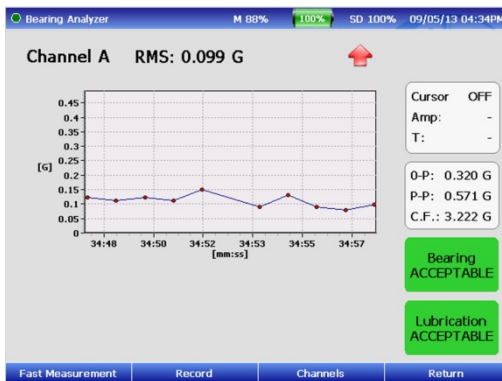 Bearing Analyzer M 88% 100% SD 100% 09/05/13 04:34PM
Channel A RMS: 0.099 G
Cursor OFF
Amp: -
T: -
0-P: 0.320 G
P-P: 0.571 G
C.F.: 3.222 G
Bearing
ACCEPTABLE
Lubrication
ACCEPTABLE
[G]
0.45
0.4
0.35
0.3
0.25
0.2
0.15
0.1
0.05
0
34:48 34:50 34:52 34:53 34:55 34:57
[mm:ss]
Fast Measurement Record Channels Return